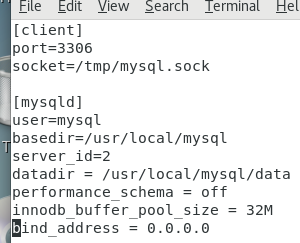 File Edit View Search Terminal Help
[client]
port=3306
socket=/tmp/mysql.sock
[mysqld]
user=mysql
basedir=/usr/local/mysql
server_id=2
datadir = /usr/local/mysql/data
performance_schema = off
innodb_buffer_pool_size = 32M
bind_address = 0.0.0.0